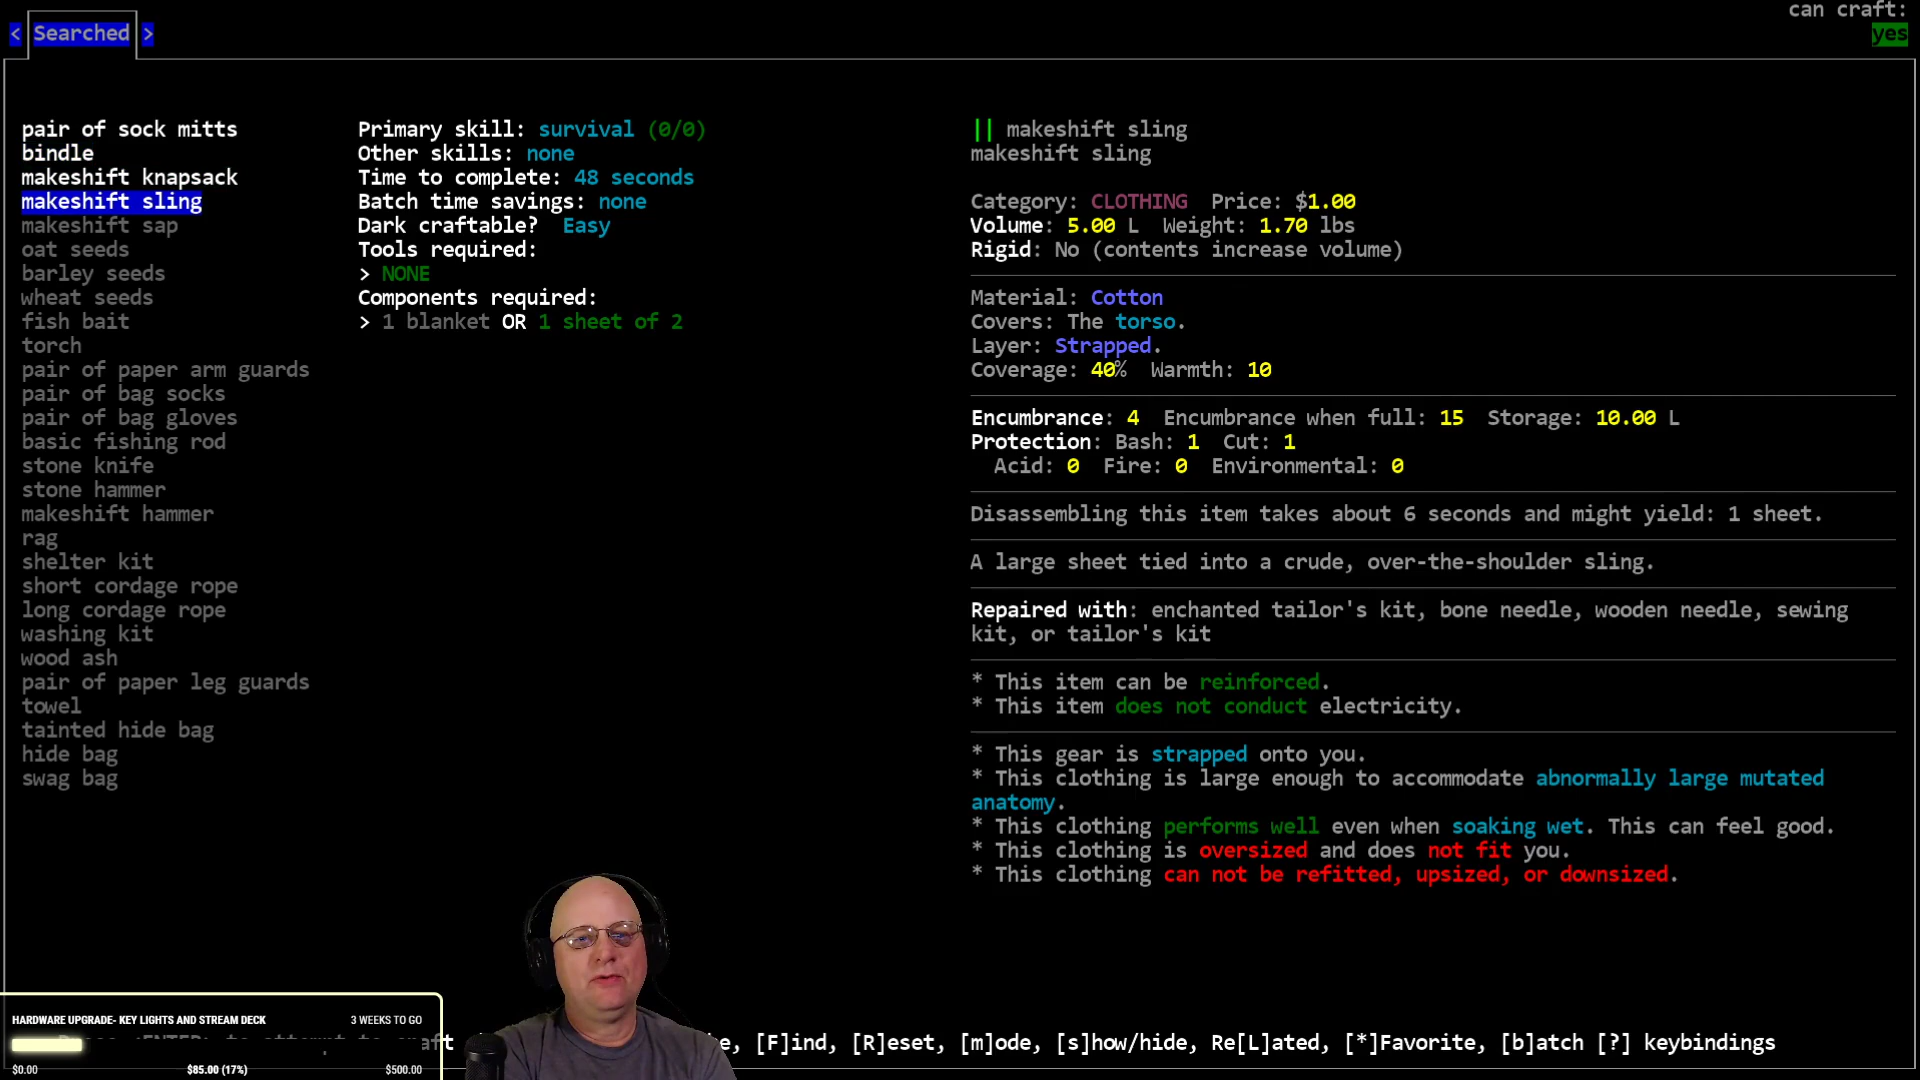 can craft:
< Searched >
yes
pair of sock mitts
bindle
makeshift knapsack
makeshift sling
makeshift sap
oat seeds
barley seeds
wheat seeds
fish bait
torch
pair of paper arm guards
pair of bag socks
pair of bag gloves
basic fishing rod
stone knife
stone hammer
makeshift hammer
rag
shelter kit
short cordage rope
long cordage rope
washing kit
wood ash
pair of paper leg guards
towel
tainted hide bag
hide bag
swag bag
Primary skill: survival (0/0)
Other skills: none
Time to complete: 48 seconds
Batch time savings: none
Dark craftable? Easy
Tools required:
> NONE
Components required:
> 1 blanket OR 1 sheet of 2
|| makeshift sling
makeshift sling
Category: CLOTHING Price: $1.00
Volume: 5.00 L Weight: 1.70 lbs
Rigid: No (contents increase volume)
Material: Cotton
Covers: The torso.
Layer: Strapped.
Coverage: 40% Warmth: 10
Encumbrance: 4 Encumbrance when full: 15 Storage: 10.00 L
Protection: Bash: 1 Cut: 1
Acid: 0 Fire: 0 Environmental: 0
Disassembling this item takes about 6 seconds and might yield: 1 sheet.
A large sheet tied into a crude, over-the-shoulder sling.
Repaired with: enchanted tailor's kit, bone needle, wooden needle, sewing
kit, or tailor's kit
* This item can be reinforced.
* This item does not conduct electricity.
* This gear is strapped onto you.
* This clothing is large enough to accommodate abnormally large mutated
anatomy.
* This clothing performs well even when soaking wet. This can feel good.
* This clothing is oversized and does not fit you.
* This clothing can not be refitted, upsized, or downsized.
HARDWARE UPGRADE- KEY LIGHTS AND STREAM DECK 3 WEEKS TO GO
[F]ind, [R]eset, [m]ode, [s]how/hide, Re[L]ated, [*]Favorite, [b]atch [?] keybindings
$0.00 $85.00 (17%) $500.00